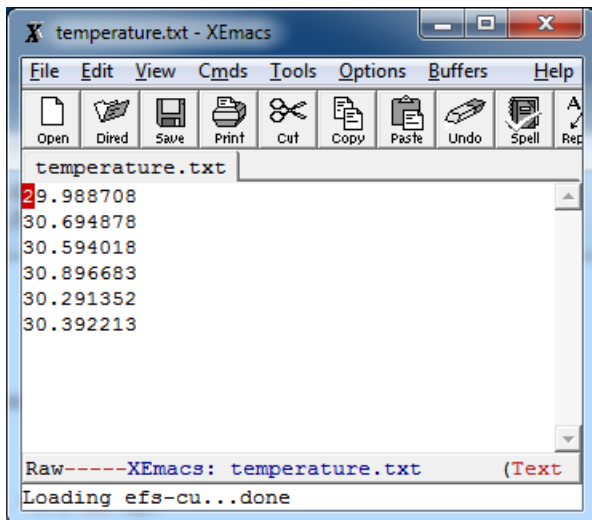 temperature.txt - XEmacs
File Edit View Cmds Tools Options Buffers Help
Open Dired Save Print Cut Copy Paste Undo Spell Rep
temperature.txt
29.988708
30.694878
30.594018
30.896683
30.291352
30.392213
Raw-----XEmacs: temperature.txt (Text
Loading efs-cu...done